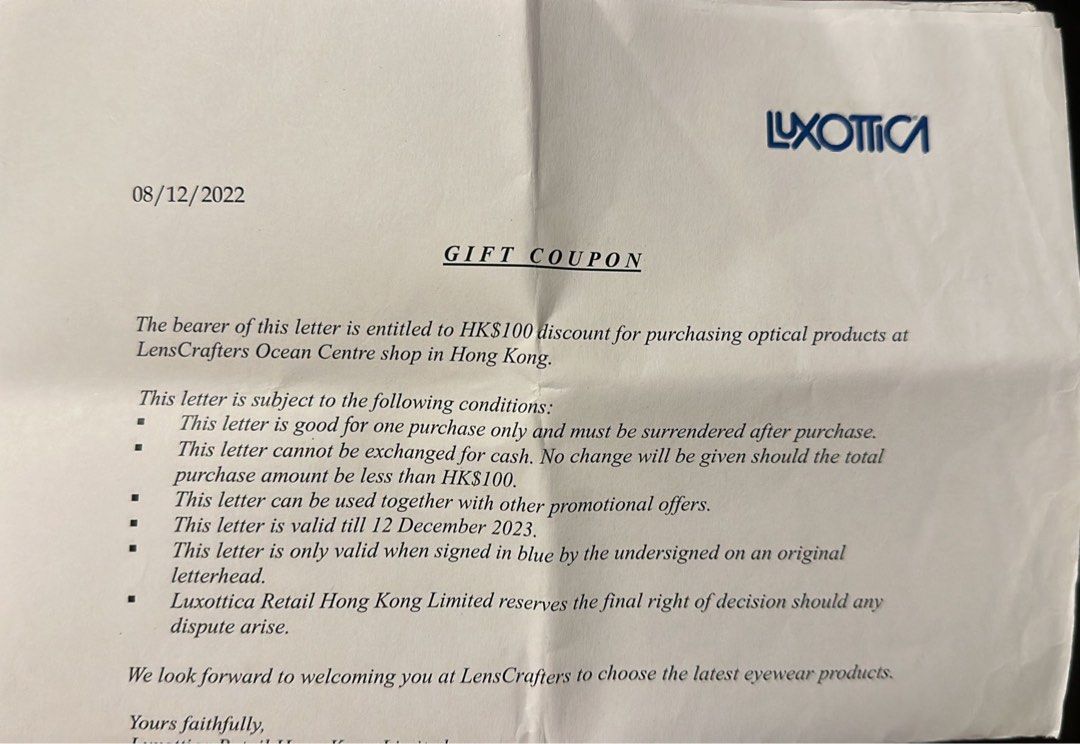 LUXOTTICA
08/12/2022
GIFT COUPON
The bearer of this letter is entitled to HK$100 discount for purchasing optical products at
LensCrafters Ocean Centre shop in Hong Kong.
This letter is subject to the following conditions:
▪ This letter is good for one purchase only and must be surrendered after purchase.
▪ This letter cannot be exchanged for cash. No change will be given should the total
purchase amount be less than HK$100.
▪ This letter can be used together with other promotional offers.
▪ This letter is valid till 12 December 2023.
▪ This letter is only valid when signed in blue by the undersigned on an original
letterhead.
▪ Luxottica Retail Hong Kong Limited reserves the final right of decision should any
dispute arise.
We look forward to welcoming you at LensCrafters to choose the latest eyewear products.
Yours faithfully,